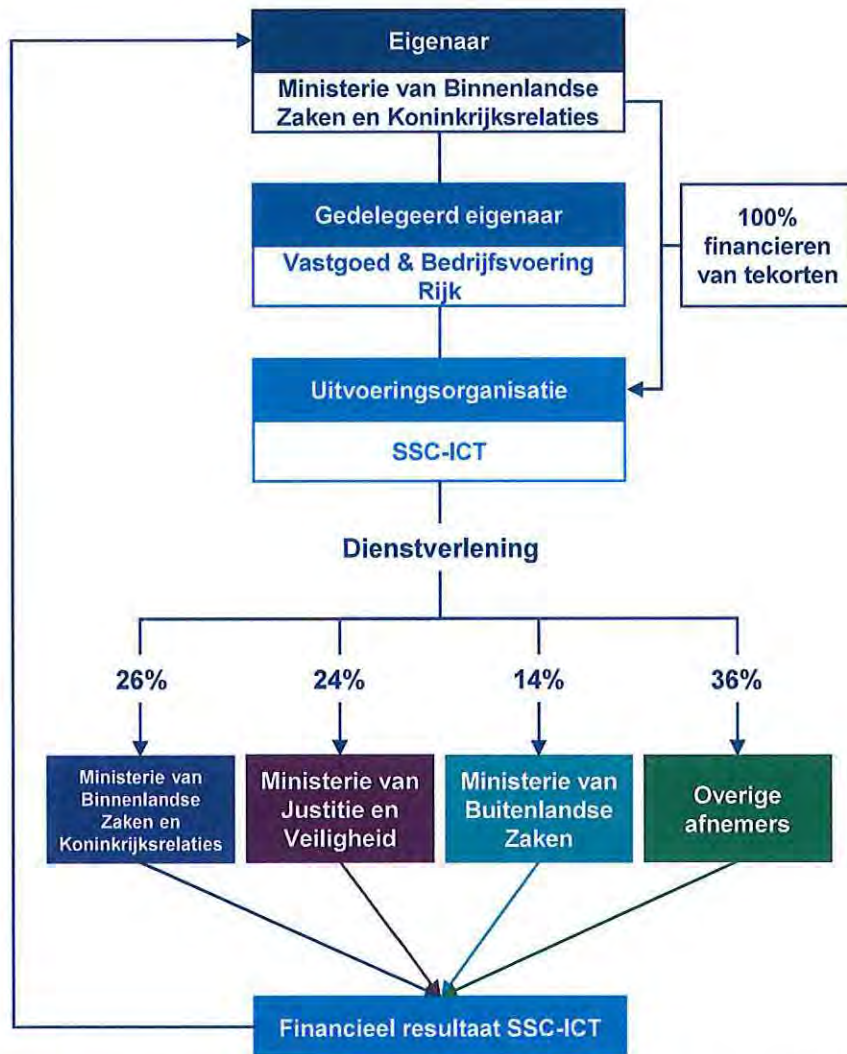 Eigenaar
Ministerie van Binnenlandse
Zaken en Koninkrijksrelaties
Gedelegeerd eigenaar
Vastgoed & Bedrijfsvoering
Rijk
100%
financieren
van tekorten
Uitvoeringsorganisatie
SSC-ICT
Dienstverlening
26%
24%
14%
36%
Ministerie van
Binnenlandse
Zaken en
Koninkrijksrelaties
Ministerie van
Justitie en
Veiligheid
Ministerie van
Buitenlandse
Zaken
Overige
afnemers
Financieel resultaat SSC-ICT